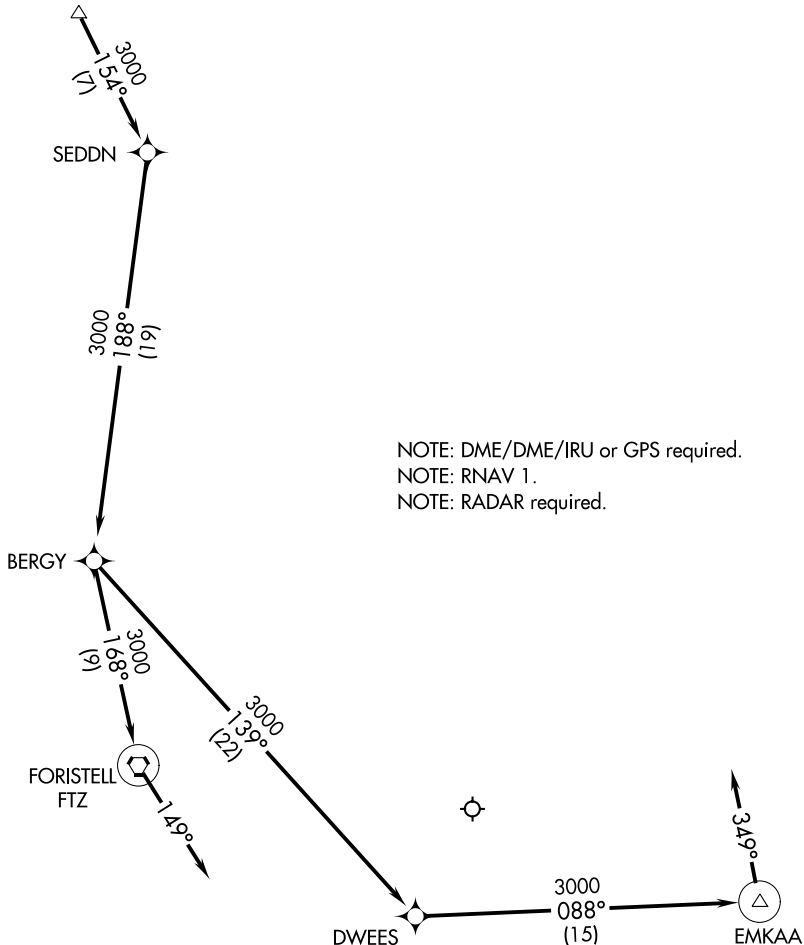 3000
154°
(7)
SEDDN
3000
188°
(19)
NOTE: DME/DME/IRU or GPS required.
NOTE: RNAV 1.
NOTE: RADAR required.
BERGY
3000
168°
(9)
3000
139°
(22)
FORISTELL
FTZ
149°
349°
3000
088°
(15)
DWEES
EMKAA